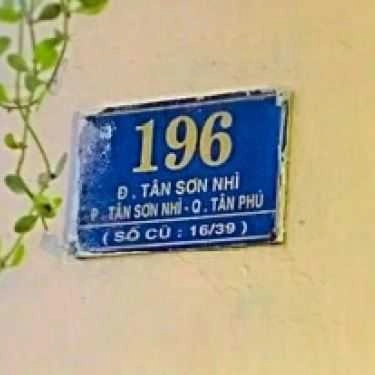 196
Đ . TÂN SƠN NHÌ
P . TÂN SƠN NHÌ - Q . TÂN PHÚ
( SỐ CŨ : 16/39 )